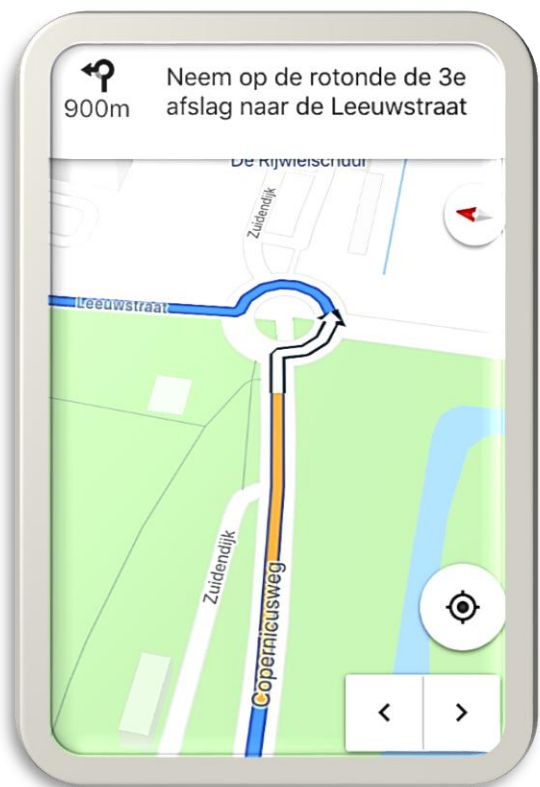 Neem op de rotonde de 3e
900m
afslag naar de Leeuwstraat
De Rijwielschuur
Zuidendijk
Leeuwstraat
Zuidendijk
Copernicusweg